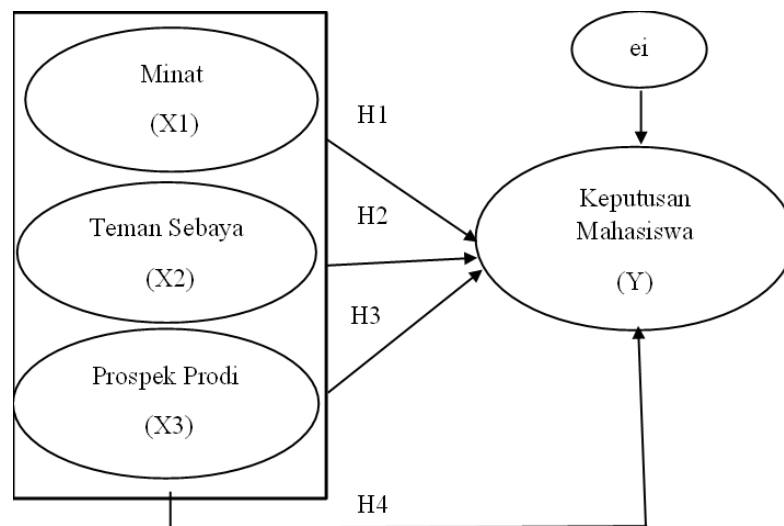 Minat
(X1)
Teman Sebaya
(X2)
Prospek Prodi
(X3)
H1
H2
H3
H4
ei
Keputusan
Mahasiswa
(Y)